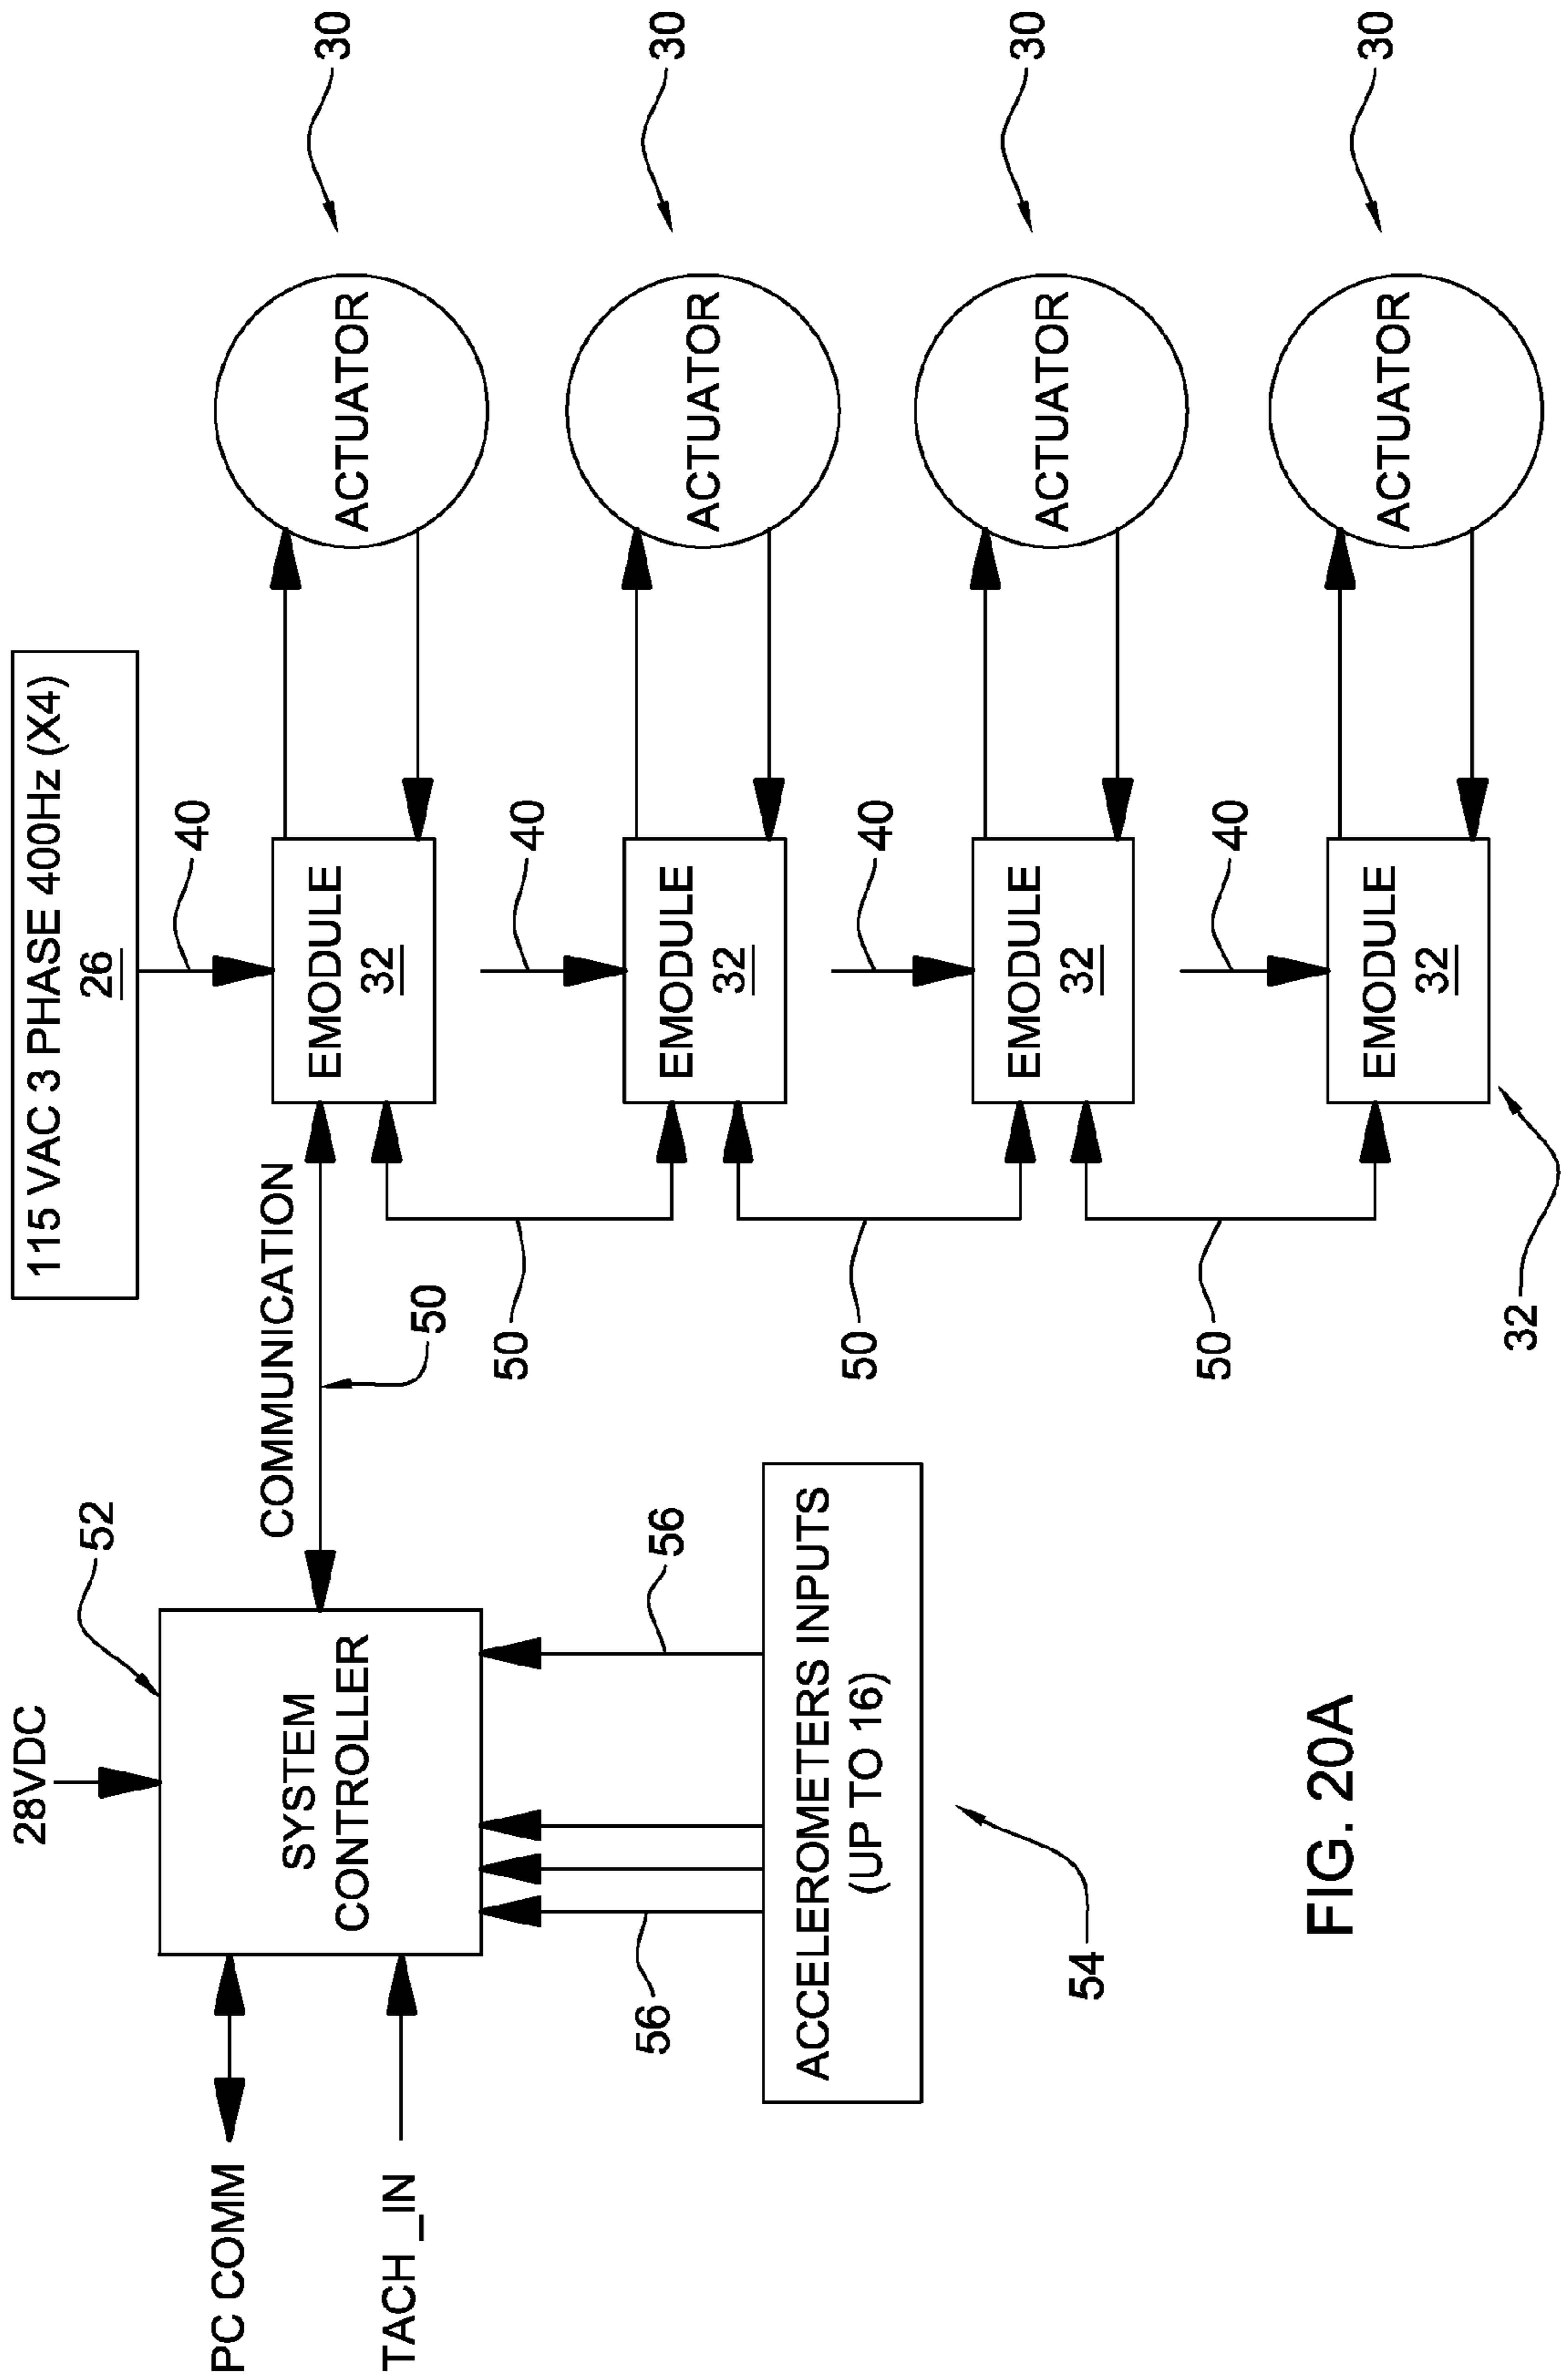 115 VAC 3 PHASE 400Hz (X4)
26
28VDC
52
40
30
COMMUNICATION
50
EMODULE
32
ACTUATOR
PC COMM
SYSTEM
CONTROLLER
TACH_IN
40
30
50
EMODULE
32
ACTUATOR
56
56
ACCELEROMETERS INPUTS
(UP TO 16)
54
40
30
50
EMODULE
32
ACTUATOR
40
30
50
EMODULE
32
ACTUATOR
32
FIG. 20A